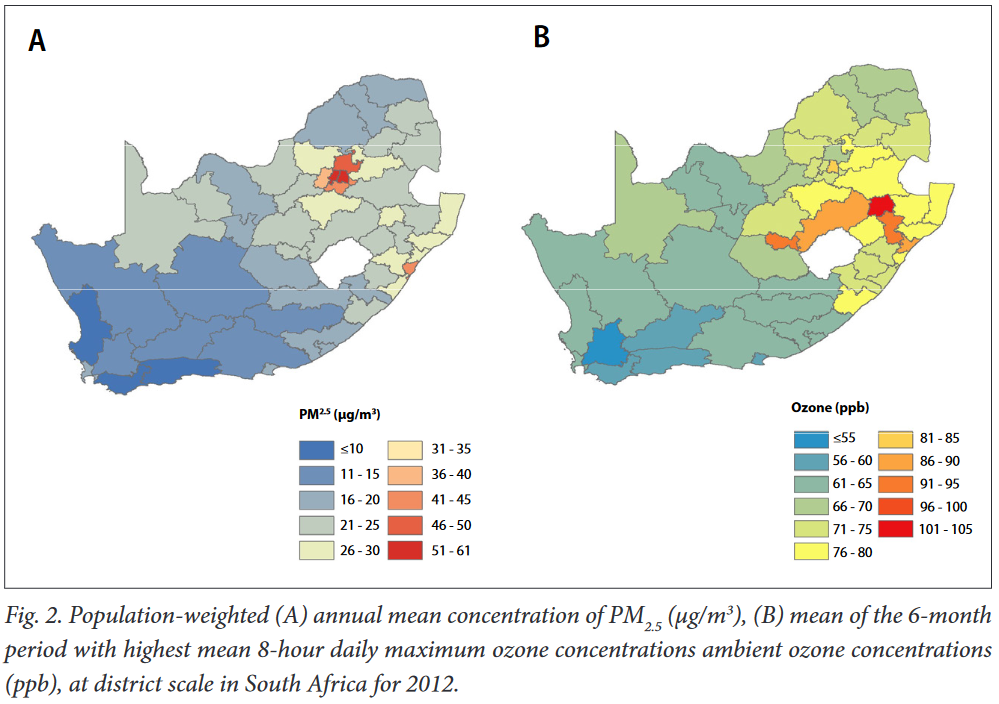 A
B
PM2.5 (µg/m³)
≤10
11 - 15
16 - 20
21 - 25
26 - 30
31 - 35
36 - 40
41 - 45
46 - 50
51 - 61
Ozone (ppb)
≤55
56 - 60
61 - 65
66 - 70
71 - 75
76 - 80
81 - 85
86 - 90
91 - 95
96 - 100
101 - 105
Fig. 2. Population-weighted (A) annual mean concentration of PM2.5 (µg/m³), (B) mean of the 6-month
period with highest mean 8-hour daily maximum ozone concentrations ambient ozone concentrations
(ppb), at district scale in South Africa for 2012.